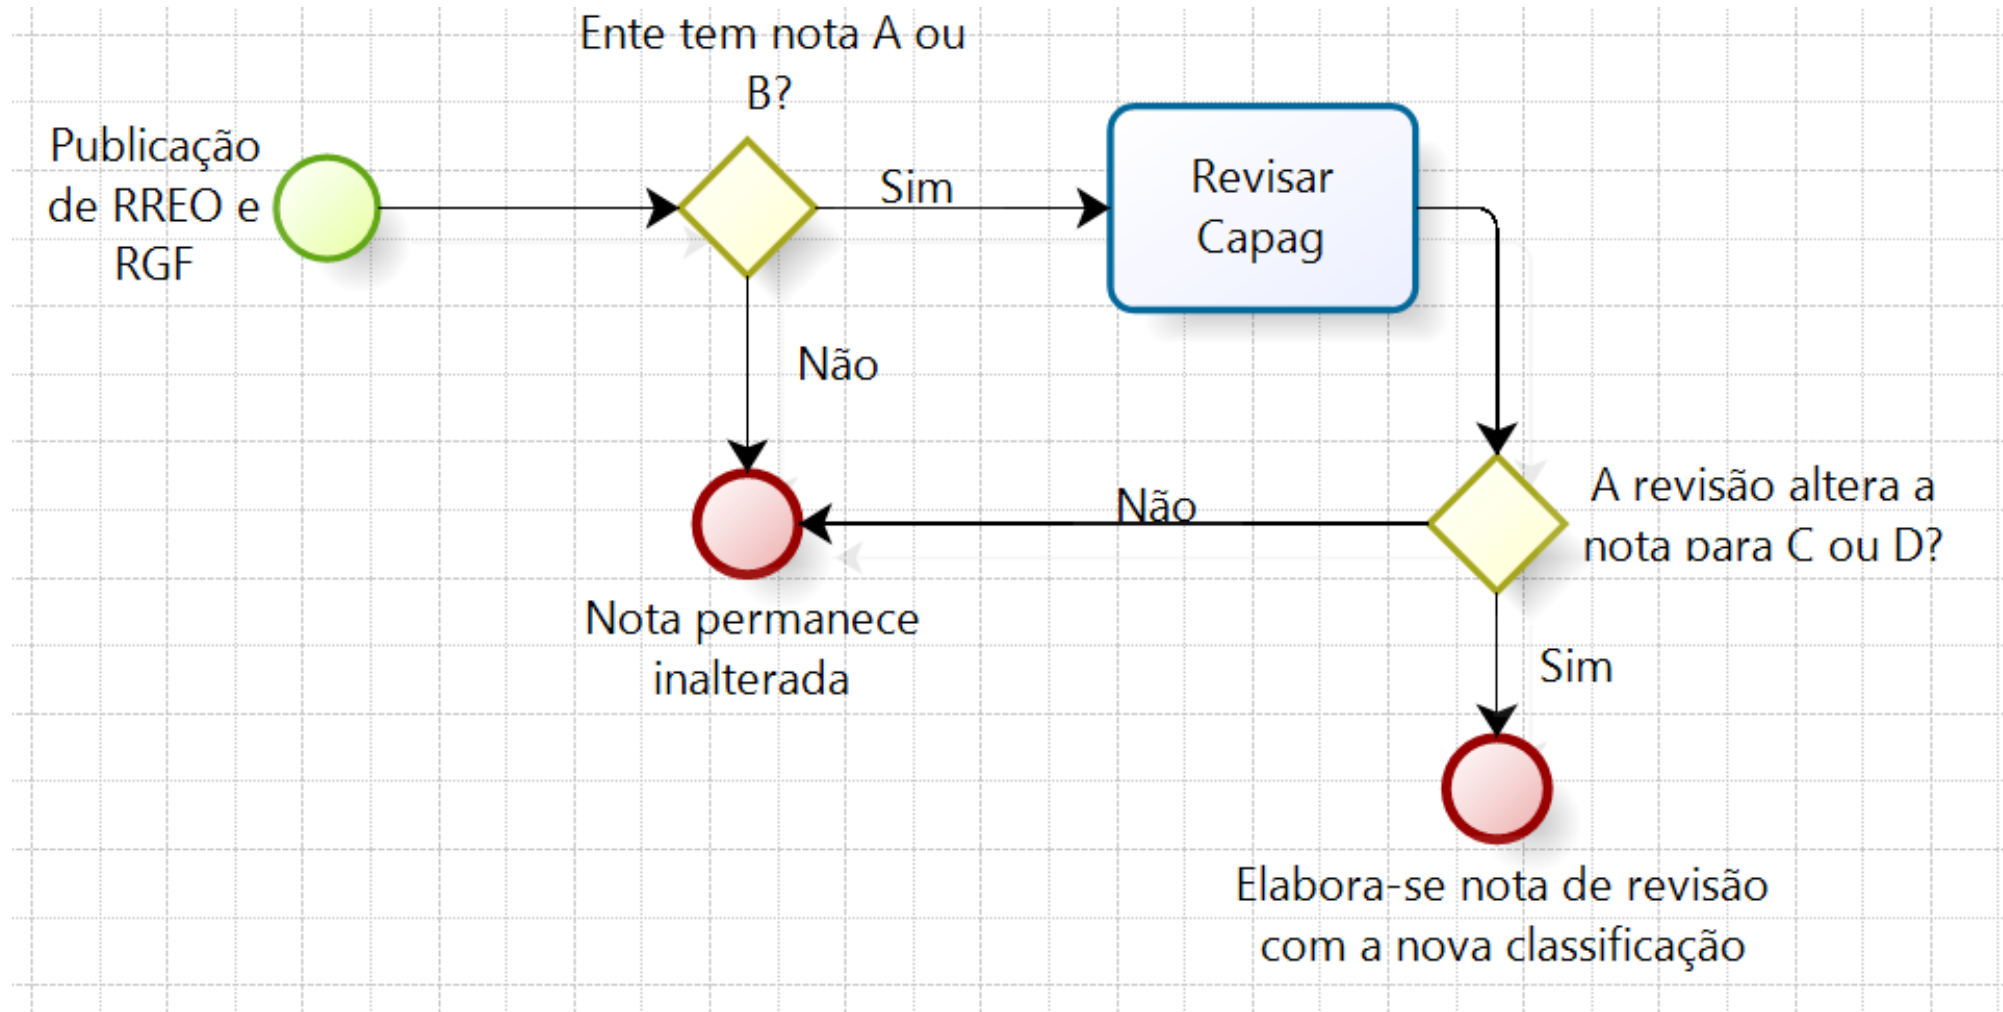 Ente tem nota A ou
B?
Publicação
de RREO e
RGF
Sim
Revisar
Capag
Não
Não
A revisão altera a
nota para C ou D?
Nota permanece
inalterada
Sim
Elabora-se nota de revisão
com a nova classificação